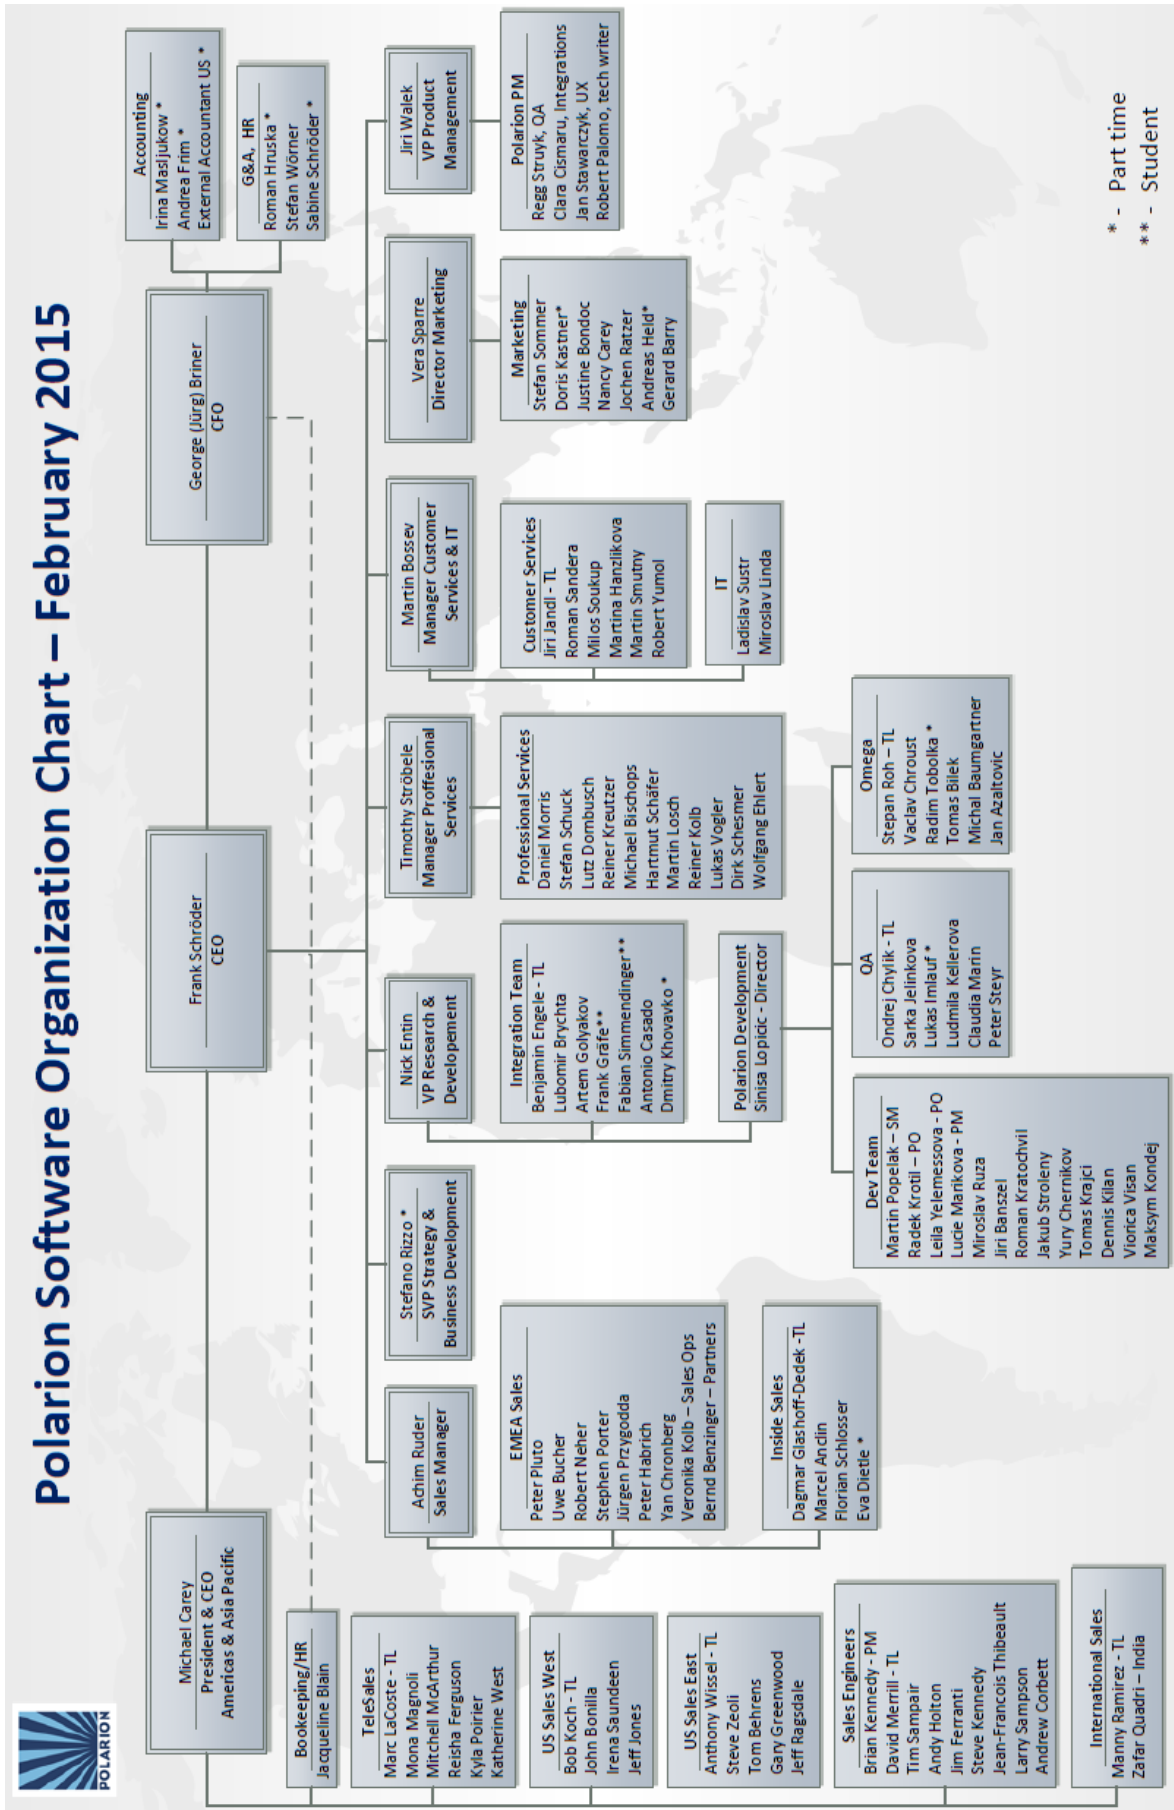 POLARION
Polarion Software Organization Chart – February 2015
Michael Carey
President & CEO
Americas & Asia Pacific
Frank Schröder
CEO
George (Jürg) Briner
CFO
Accounting
Irina Masljukow *
Andrea Frim *
External Accountant US *
G&A, HR
Roman Hruska *
Stefan Wörner
Sabine Schröder *
Bookeping/HR
Jacqueline Blain
TeleSales
Marc LaCoste - TL
Mona Magnoli
Mitchell McArthur
Reisha Ferguson
Kyla Poirier
Katherine West
US Sales West
Bob Koch - TL
John Bonilla
Irena Saundeen
Jeff Jones
US Sales East
Anthony Wissel - TL
Steve Zeoli
Tom Behrens
Gary Greenwood
Jeff Ragsdale
Sales Engineers
Brian Kennedy - PM
David Merrill - TL
Tim Sampair
Andy Holton
Jim Ferranti
Steve Kennedy
Jean-Francois Thibeault
Larry Sampson
Andrew Corbett
International Sales
Manny Ramirez - TL
Zafar Quadri – India
Achim Ruder
Sales Manager
EMEA Sales
Peter Pluto
Uwe Bucher
Robert Neher
Stephen Porter
Jürgen Przygodda
Peter Habrich
Yan Chronberg
Veronika Kolb – Sales Ops
Bernd Benzinger – Partners
Inside Sales
Dagmar Glashoff-Dedek -TL
Marcel Anclin
Florian Schlosser
Eva Dietle *
Stefano Rizzo *
SVP Strategy &
Business Development
Nick Entin
VP Research &
Developement
Integration Team
Benjamin Engele - TL
Lubomir Brychta
Artem Golyakov
Frank Gräfe**
Fabian Simmendinger**
Antonio Casado
Dmitry Khovavko *
Polarion Development
Sinisa Lopicic - Director
Dev Team
Martin Popelak – SM
Radek Krotil – PO
Leila Yelemessova - PO
Lucie Marikova - PM
Miroslav Ruza
Jiri Banszel
Roman Kratochvil
Jakub Stroleny
Yury Chernikov
Tomas Krajci
Dennis Kilan
Viorica Visan
Maksym Kondej
QA
Ondrej Chylik - TL
Sarka Jelinkova
Lukas Imlauf *
Ludmila Kellerova
Claudia Marin
Peter Steyr
Omega
Stepan Roh – TL
Vaclav Chroust
Radim Tobolka *
Tomas Bilek
Michal Baumgartner
Jan Azaltovic
Timothy Ströbele
Manager Proffesional
Services
Professional Services
Daniel Morris
Stefan Schuck
Lutz Dornbusch
Reiner Kreutzer
Michael Bischops
Hartmut Schäfer
Martin Losch
Reiner Kolb
Lukas Vogler
Dirk Schesmer
Wolfgang Ehlert
Martin Bossev
Manager Customer
Services & IT
Customer Services
Jiri Jandl - TL
Roman Sandera
Milos Soukup
Martina Hanzlikova
Martin Smutny
Robert Yumol
IT
Ladislav Sustr
Miroslav Linda
Vera Sparre
Director Marketing
Marketing
Stefan Sommer
Doris Kastner*
Justine Bondoc
Nancy Carey
Jochen Ratzer
Andreas Held*
Gerard Barry
Jiri Walek
VP Product
Management
Polarion PM
Regg Struyk, QA
Clara Cismaru, Integrations
Jan Stawarczyk, UX
Robert Palomo, tech writer
* - Part time
** - Student